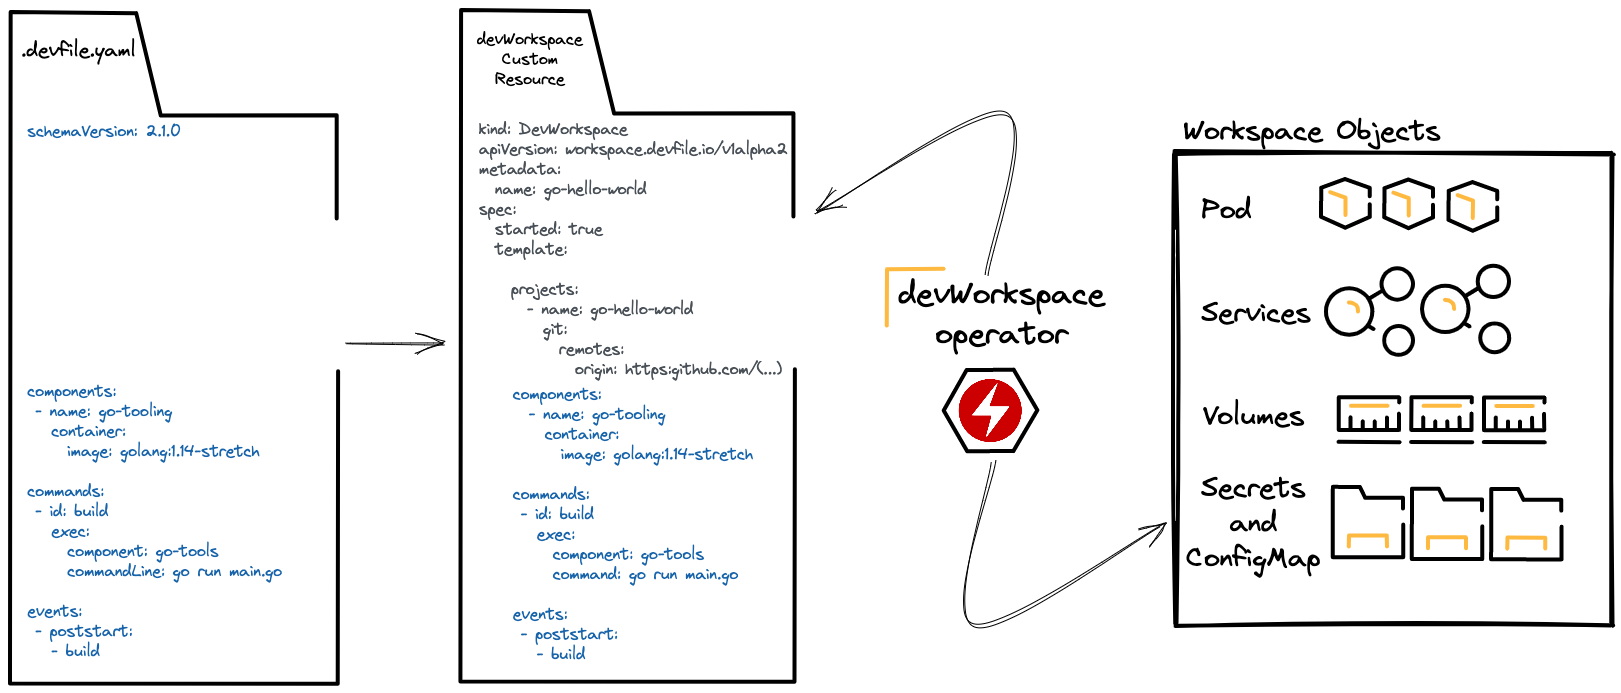 .devfile.yaml
schemaVersion: 2.1.0
components:
- name: go-tooling
container:
image: golang:1.14-stretch
commands:
- id: build
exec:
component: go-tools
commandLine: go run main.go
events:
- poststart:
- build
devWorkspace
Custom
Resource
kind: DevWorkspace
apiVersion: workspace.devfile.io/v1alpha2
metadata:
name: go-hello-world
spec:
started: true
template:
projects:
- name: go-hello-world
git:
remotes:
origin: https:github.com/(...)
components:
- name: go-tooling
container:
image: golang:1.14-stretch
commands:
- id: build
exec:
component: go-tools
command: go run main.go
events:
- poststart:
- build
devWorkspace
operator
Workspace Objects
Pod
Services
Volumes
Secrets
and
ConfigMap